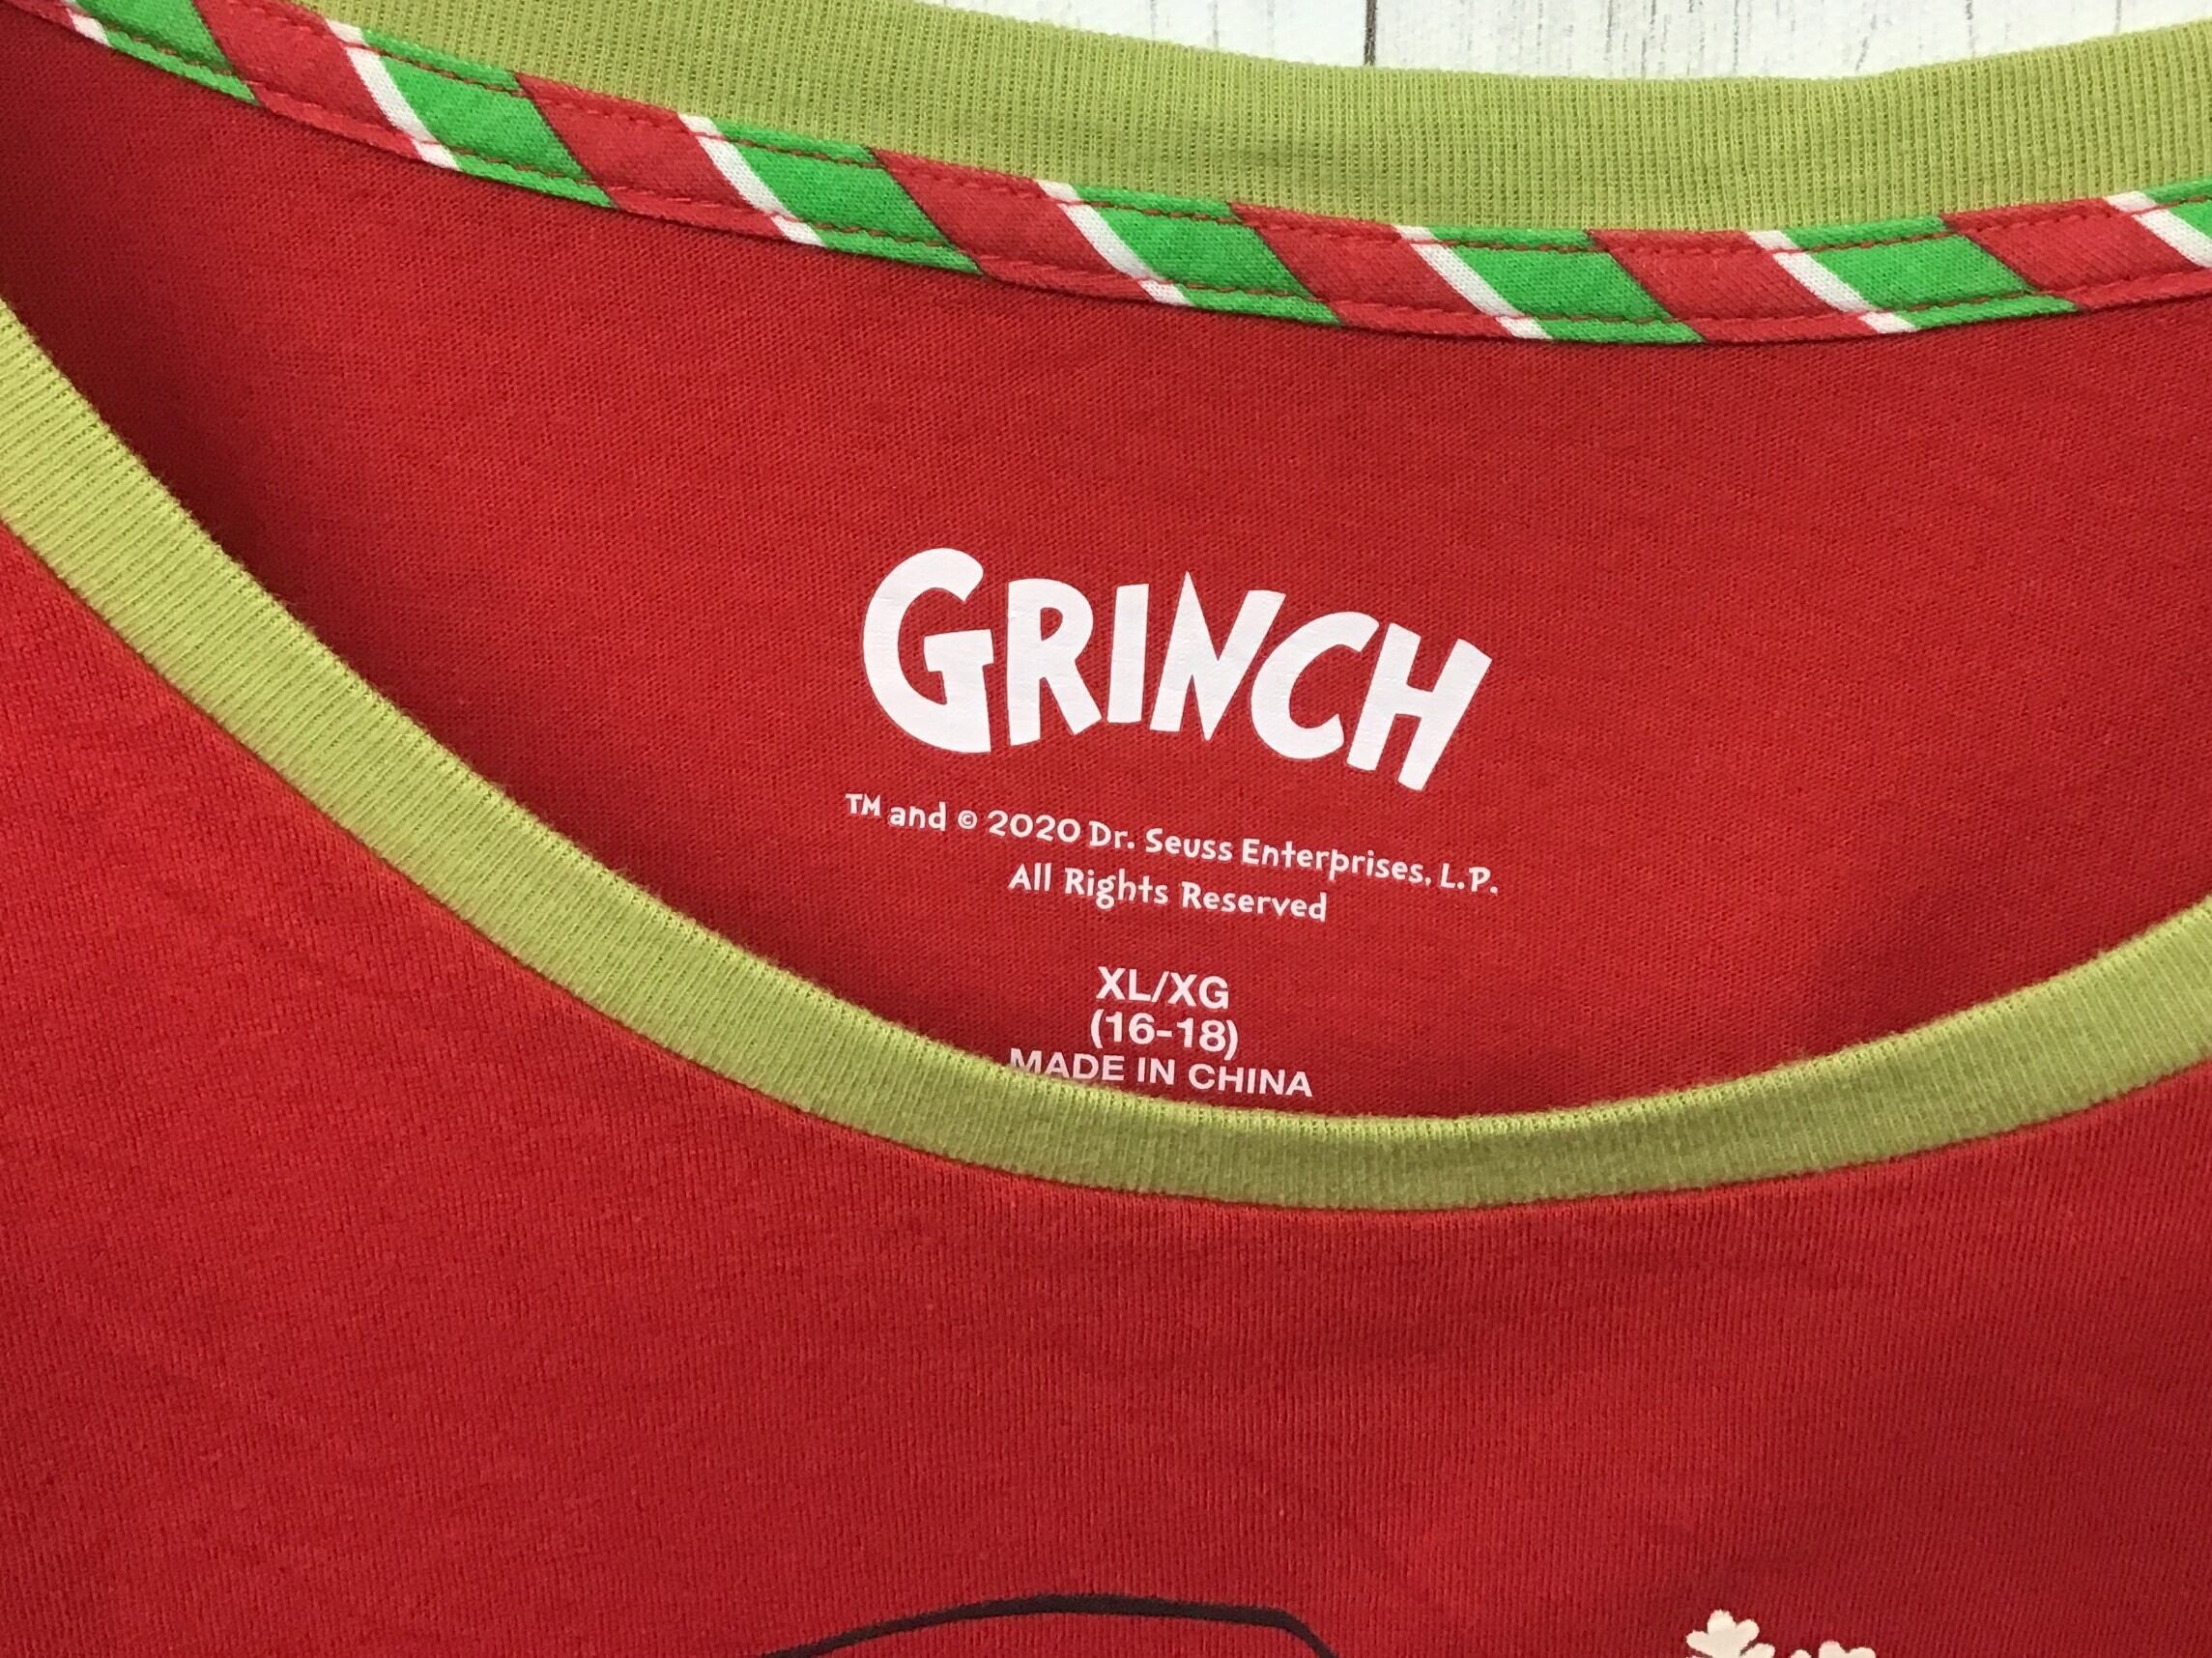 GRINCH
™ and © 2020 Dr. Seuss Enterprises, L.P.
All Rights Reserved
XL/XG
(16-18)
MADE IN CHINA